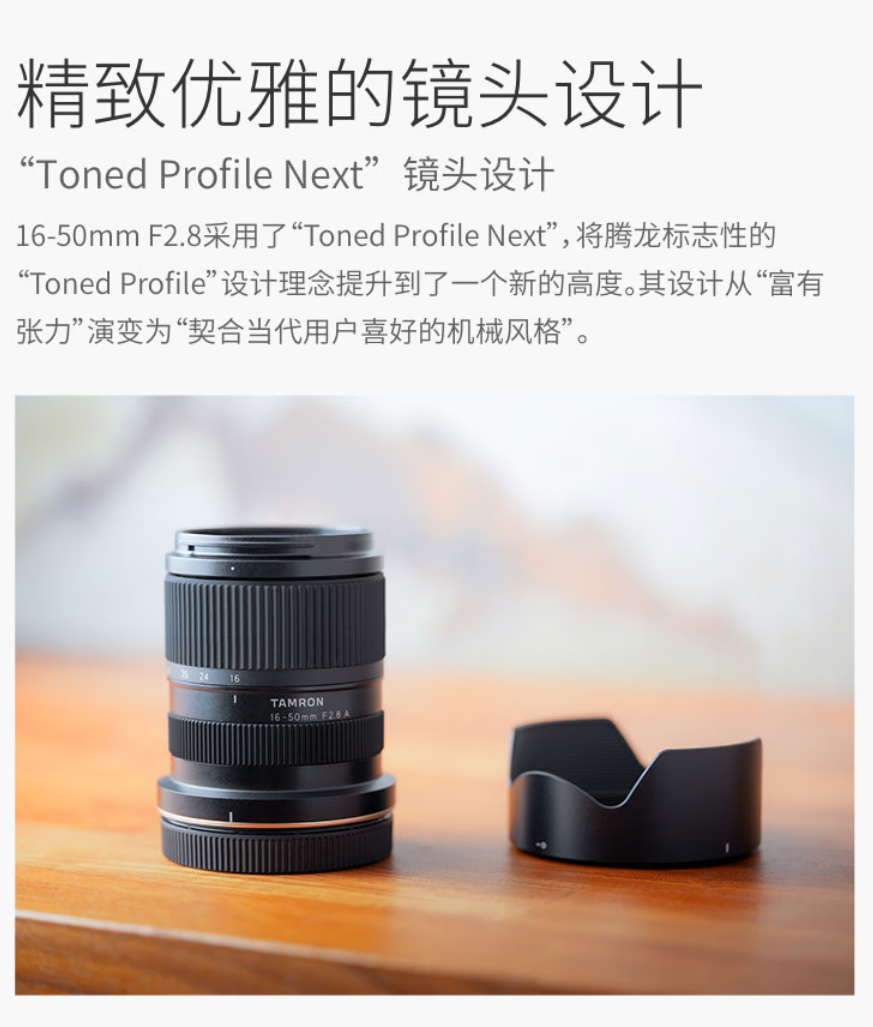 精致优雅的镜头设计
“Toned Profile Next” 镜头设计
16-50mm F2.8采用了“Toned Profile Next”，将腾龙标志性的
“Toned Profile”设计理念提升到了一个新的高度。其设计从“富有
张力”演变为“契合当代用户喜好的机械风格”。
35 24 16
TAMRON
16-50mm F2.8 A